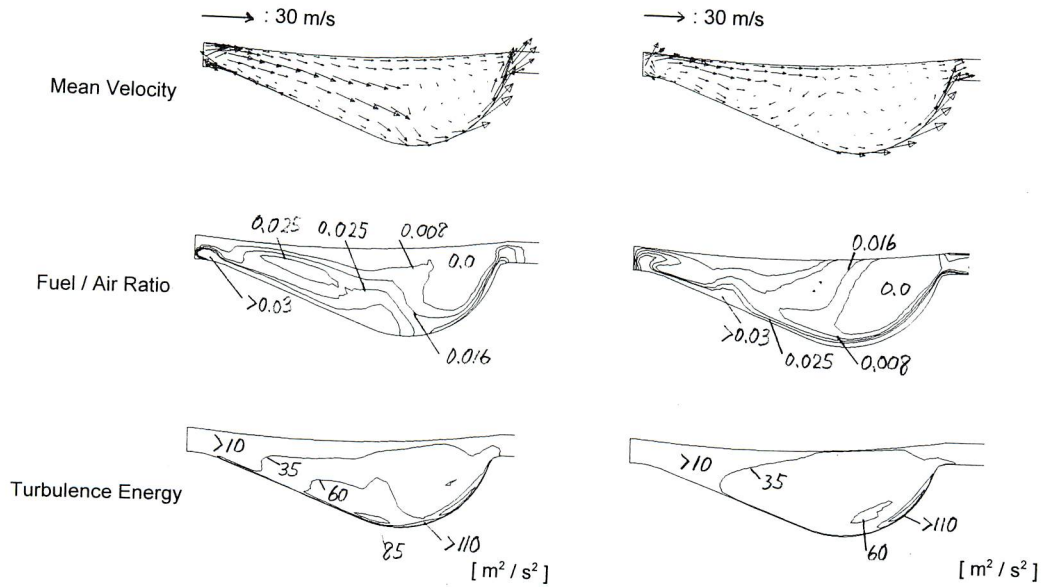 : 30 m/s : 30 m/s
Mean Velocity
0.025 0.025 0.008 0.016
0.0 0.0
Fuel / Air Ratio
>0.03 >0.03
0.016 0.025 0.008
>10 >10
35 35
60
Turbulence Energy
>110 >110
85 60
[ m² / s² ] [ m² / s² ]